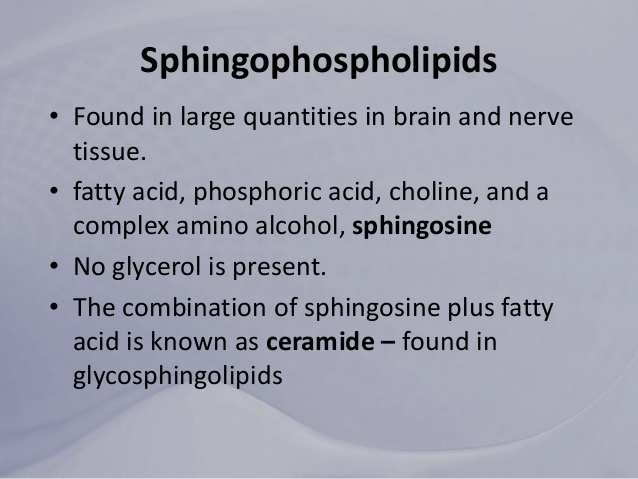 Sphingophospholipids
• Found in large quantities in brain and nerve
tissue.
• fatty acid, phosphoric acid, choline, and a
complex amino alcohol, sphingosine
• No glycerol is present.
• The combination of sphingosine plus fatty
acid is known as ceramide – found in
glycosphingolipids